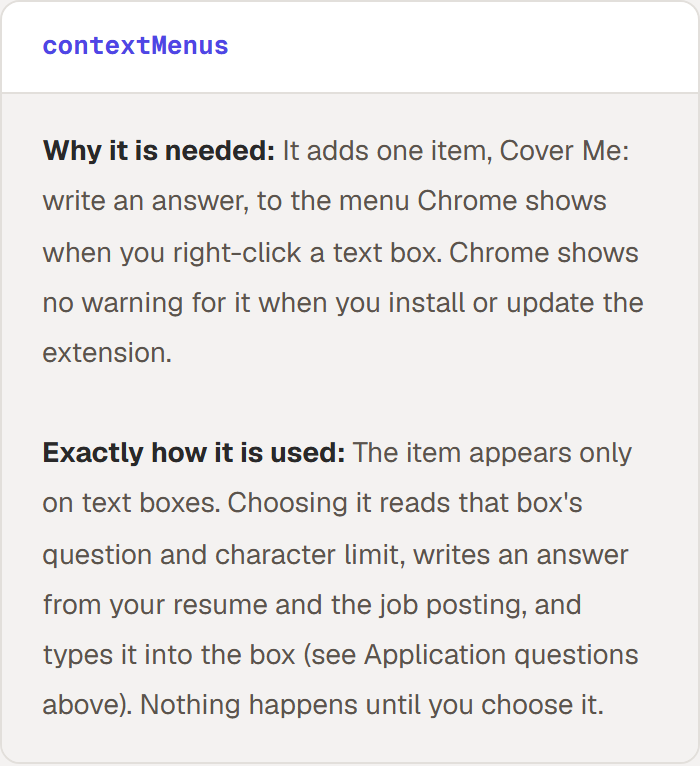 contextMenus
Why it is needed: It adds one item, Cover Me:
write an answer, to the menu Chrome shows
when you right-click a text box. Chrome shows
no warning for it when you install or update the
extension.
Exactly how it is used: The item appears only
on text boxes. Choosing it reads that box's
question and character limit, writes an answer
from your resume and the job posting, and
types it into the box (see Application questions
above). Nothing happens until you choose it.